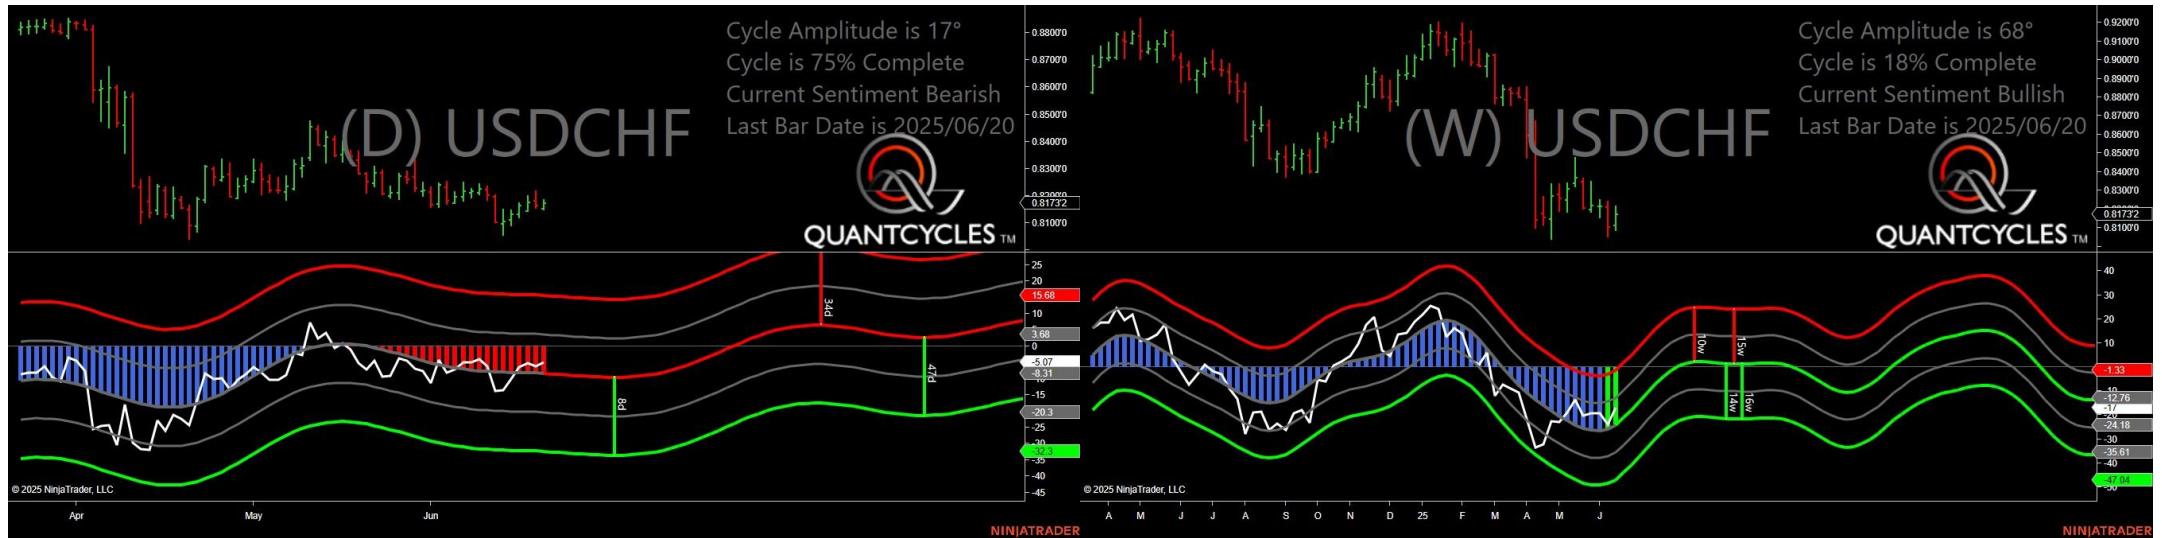 Cycle Amplitude is 17°
Cycle is 75% Complete
Current Sentiment Bearish
Last Bar Date is 2025/06/20
(D) USDCHF
QUANTCYCLES TM
0.8800'0
0.8700'0
0.8600'0
0.8500'0
0.8400'0
0.8300'0
0.8200'0
0.8173'2
0.8100'0
25
20
15.68
10
3.68
0
-5.07
-8.31
-15
-20.3
-25
-30
-32.3
-35
-40
-45
34d
8d
47d
© 2025 NinjaTrader, LLC
Apr May Jun
NINJATRADER
Cycle Amplitude is 68°
Cycle is 18% Complete
Current Sentiment Bullish
Last Bar Date is 2025/06/20
(W) USDCHF
QUANTCYCLES TM
0.9200'0
0.9100'0
0.9000'0
0.8900'0
0.8800'0
0.8700'0
0.8600'0
0.8500'0
0.8400'0
0.8300'0
0.8173'2
0.8100'0
40
30
20
10
-1.33
-12.76
-17
-24.18
-30
-35.61
-40
-47.04
10w
15w
14w
16w
© 2025 NinjaTrader, LLC
A M J J A S O N D 25 F M A M J
NINJATRADER